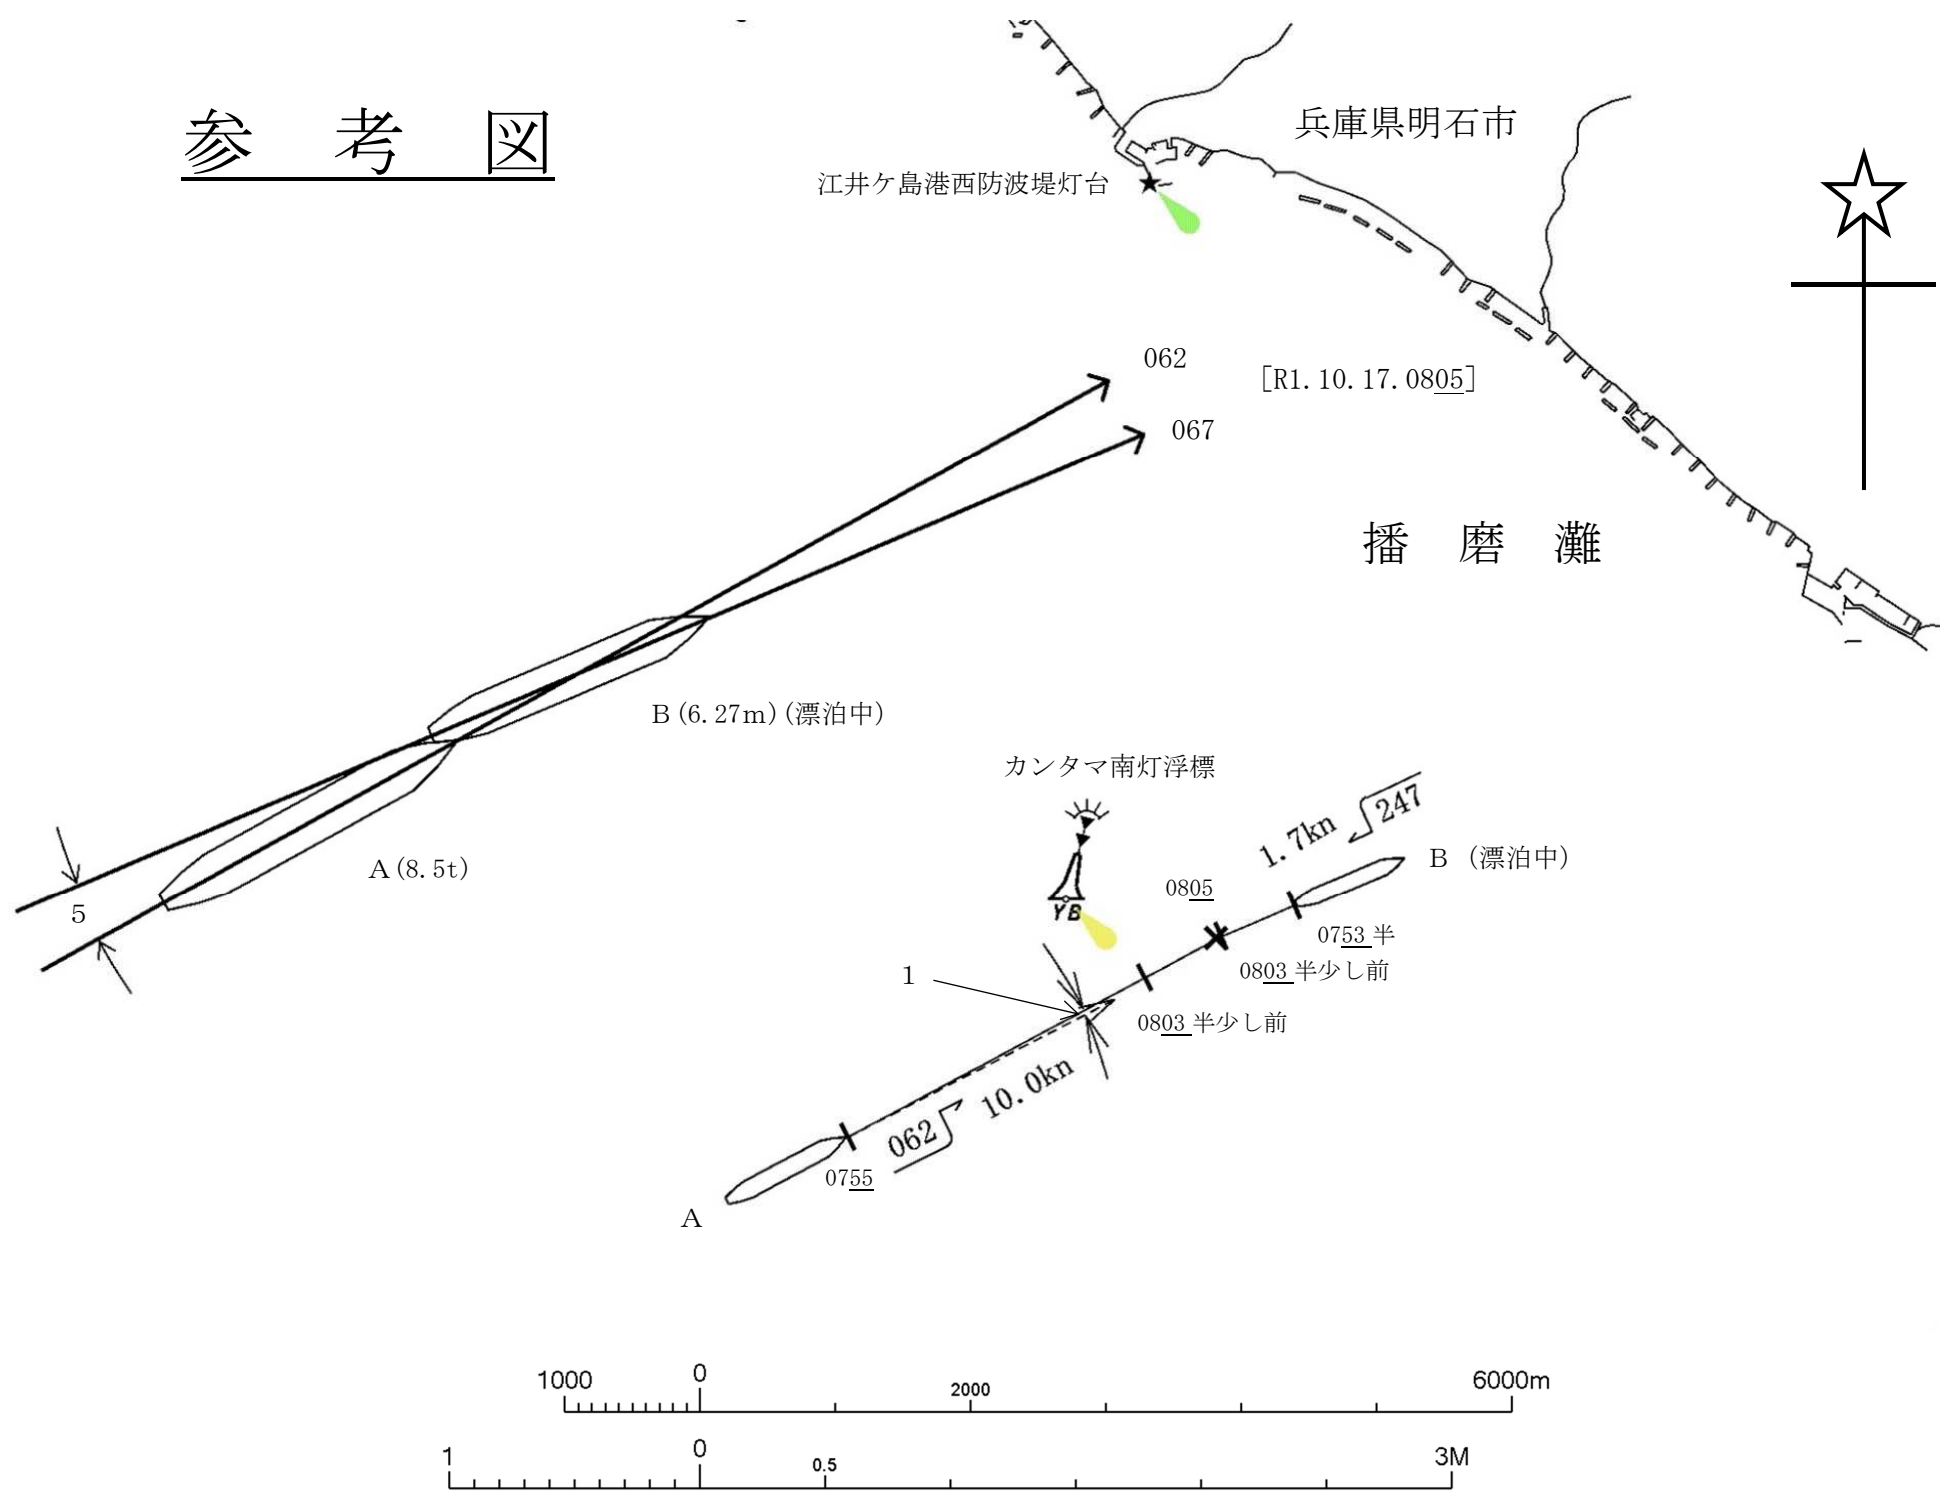 参 考 図
兵庫県明石市
江井ケ島港西防波堤灯台
062
[R1.10.17.0805]
067
播 磨 灘
B(6.27m)(漂泊中)
カンタマ南灯浮標
247
1.7kn
B (漂泊中)
A(8.5t)
0805
5
YB
0753半
0803半少し前
1
0803半少し前
10.0kn
062
0755
A
1000 0 2000 6000m
1 0 0.5 3M